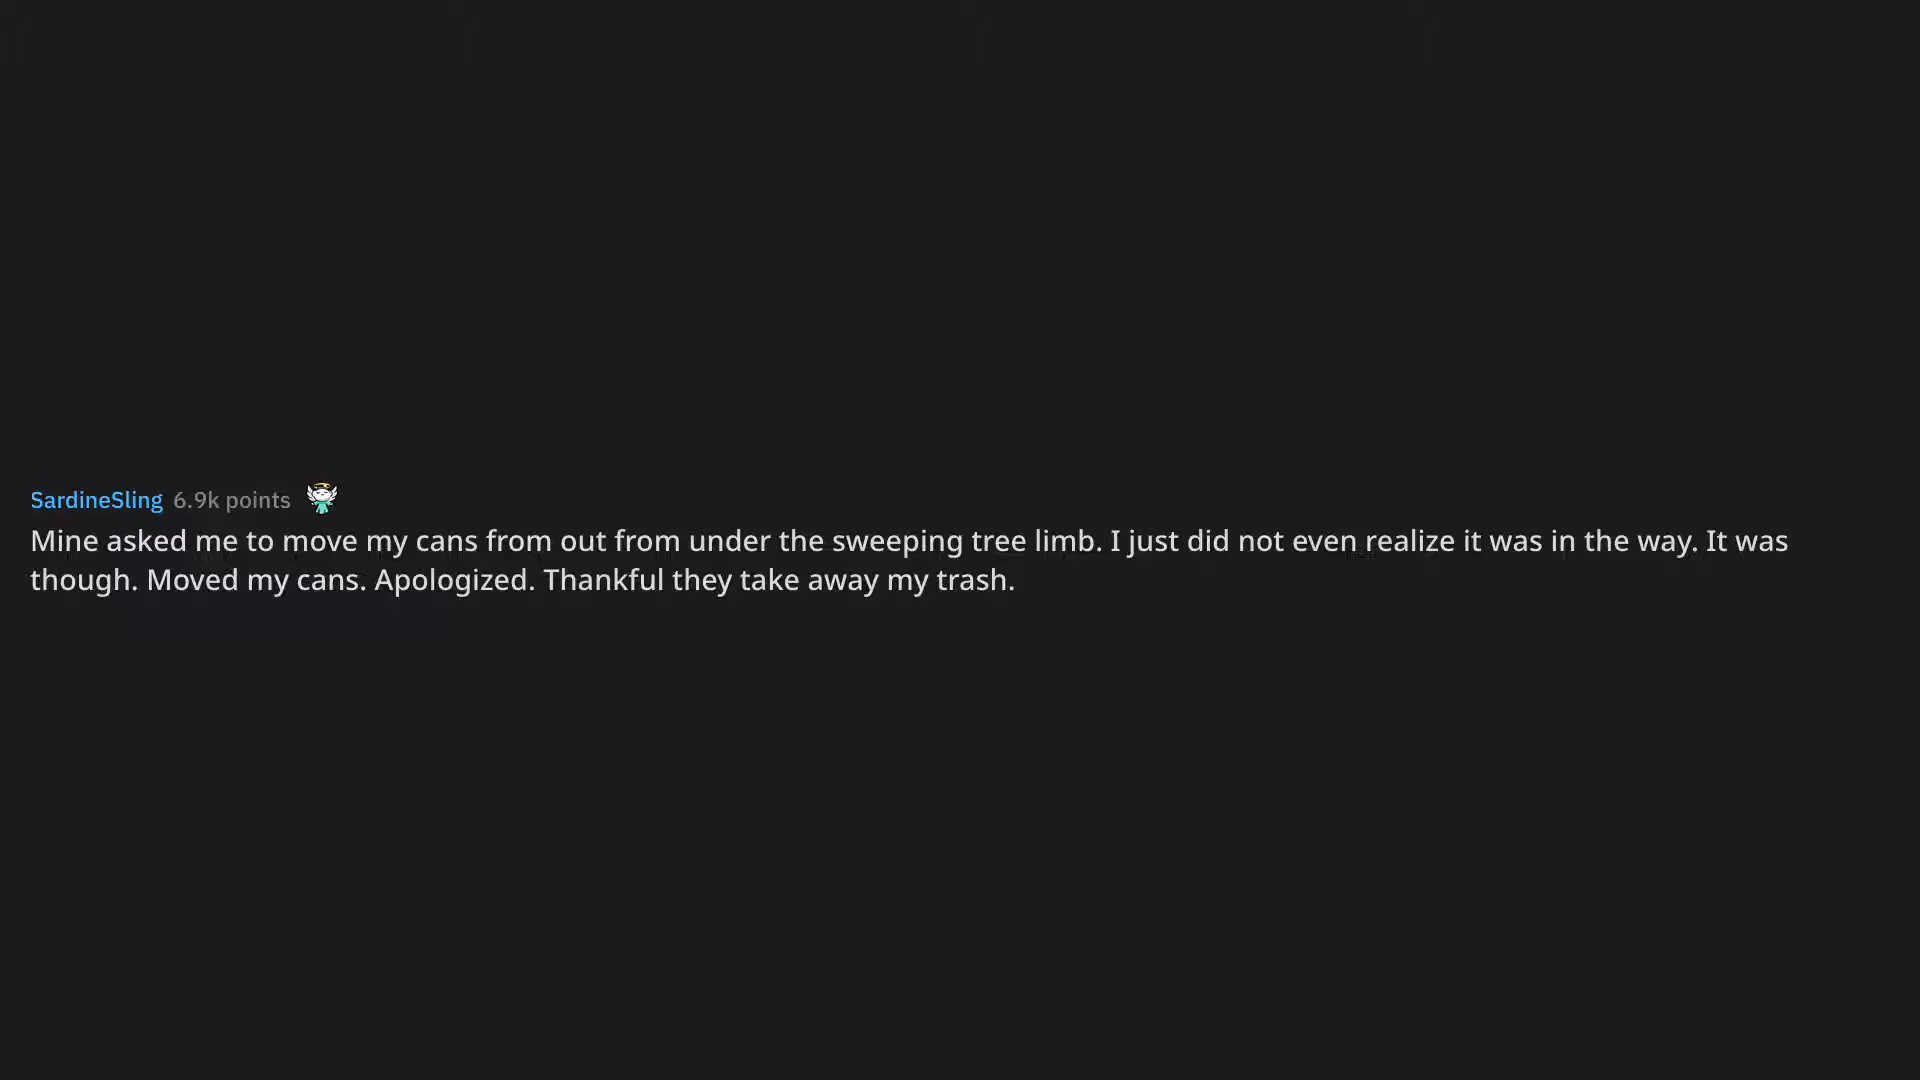 SardineSling 6.9k points
Mine asked me to move my cans from out from under the sweeping tree limb. I just did not even realize it was in the way. It was
though. Moved my cans. Apologized. Thankful they take away my trash.